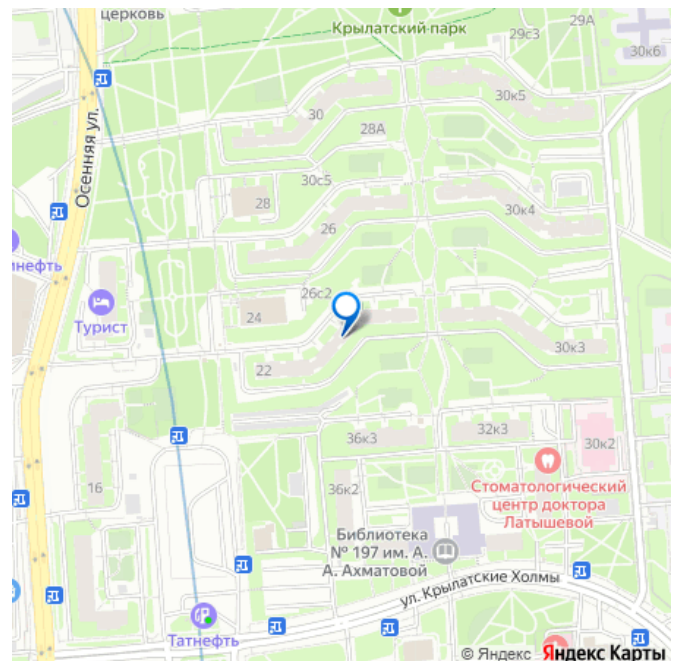 церковь
Крылатский парк
29А
29с3
30к6
30к5
30
28А
Осенняя ул.
30с5
28
26
30к4
инефть
26с2
Турист
24
22
30к3
36к3
32к3
30к2
16
36к2
Стоматологический
центр доктора
Латышевой
Библиотека
№ 197 им. А.
А. Ахматовой
ул. Крылатские Холмы
Татнефть
© Яндекс Яндекс Карты